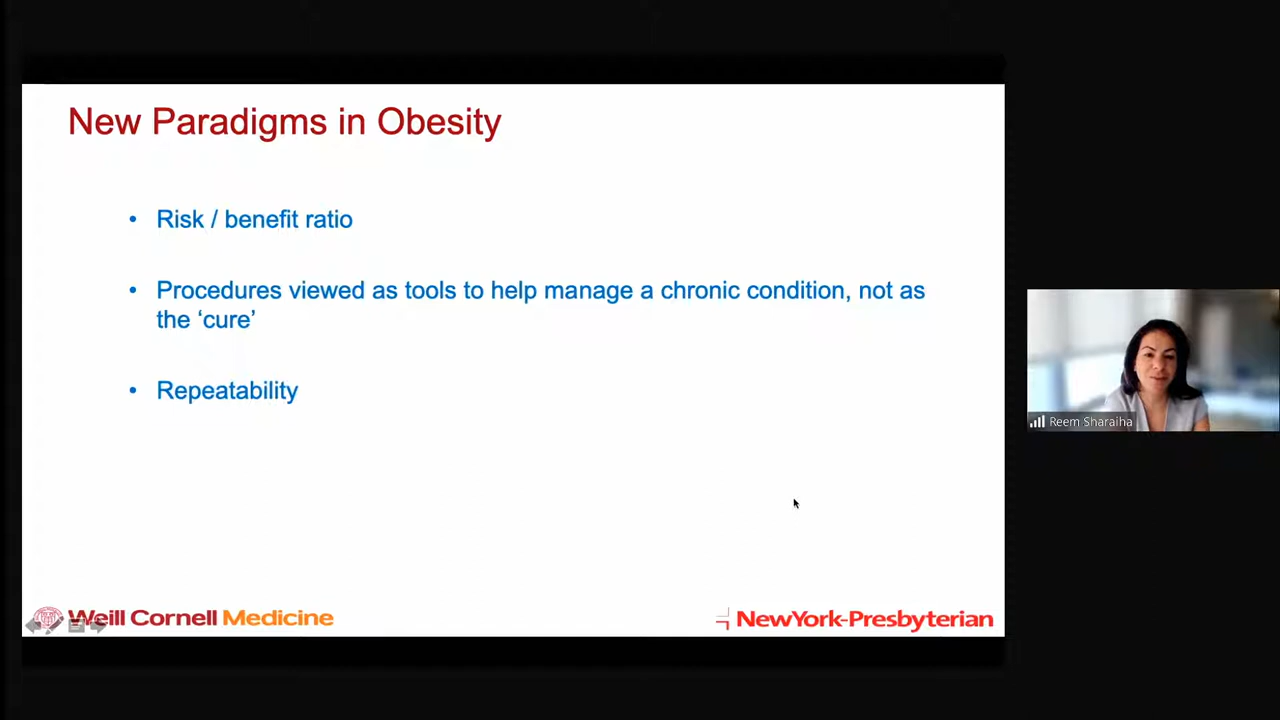 New Paradigms in Obesity
• Risk / benefit ratio
• Procedures viewed as tools to help manage a chronic condition, not as
the ‘cure’
• Repeatability
Reem Sharaiha
Weill Cornell Medicine
NewYork-Presbyterian